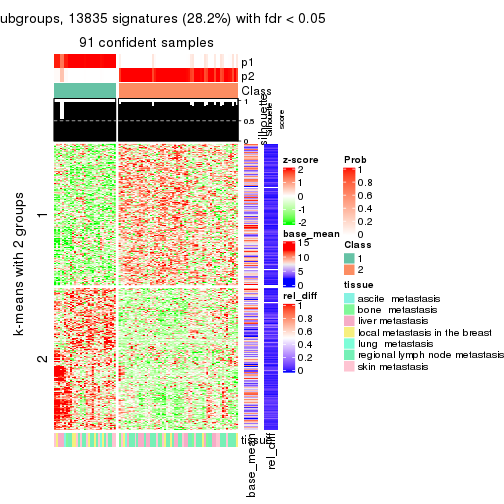 ubgroups, 13835 signatures (28.2%) with fdr < 0.05
91 confident samples
p1
p2
Class
1
0.5
0
silhouette
Silhouette
score
k-means with 2 groups
1
2
tissue
base_mean
rel_diff
z-score
2
1
0
-1
-2
base_mean
15
10
5
0
rel_diff
1
0.8
0.6
0.4
0.2
0
Prob
1
0.8
0.6
0.4
0.2
0
Class
1
2
tissue
ascite metastasis
bone metastasis
liver metastasis
local metastasis in the breast
lung metastasis
regional lymph node metastasis
skin metastasis